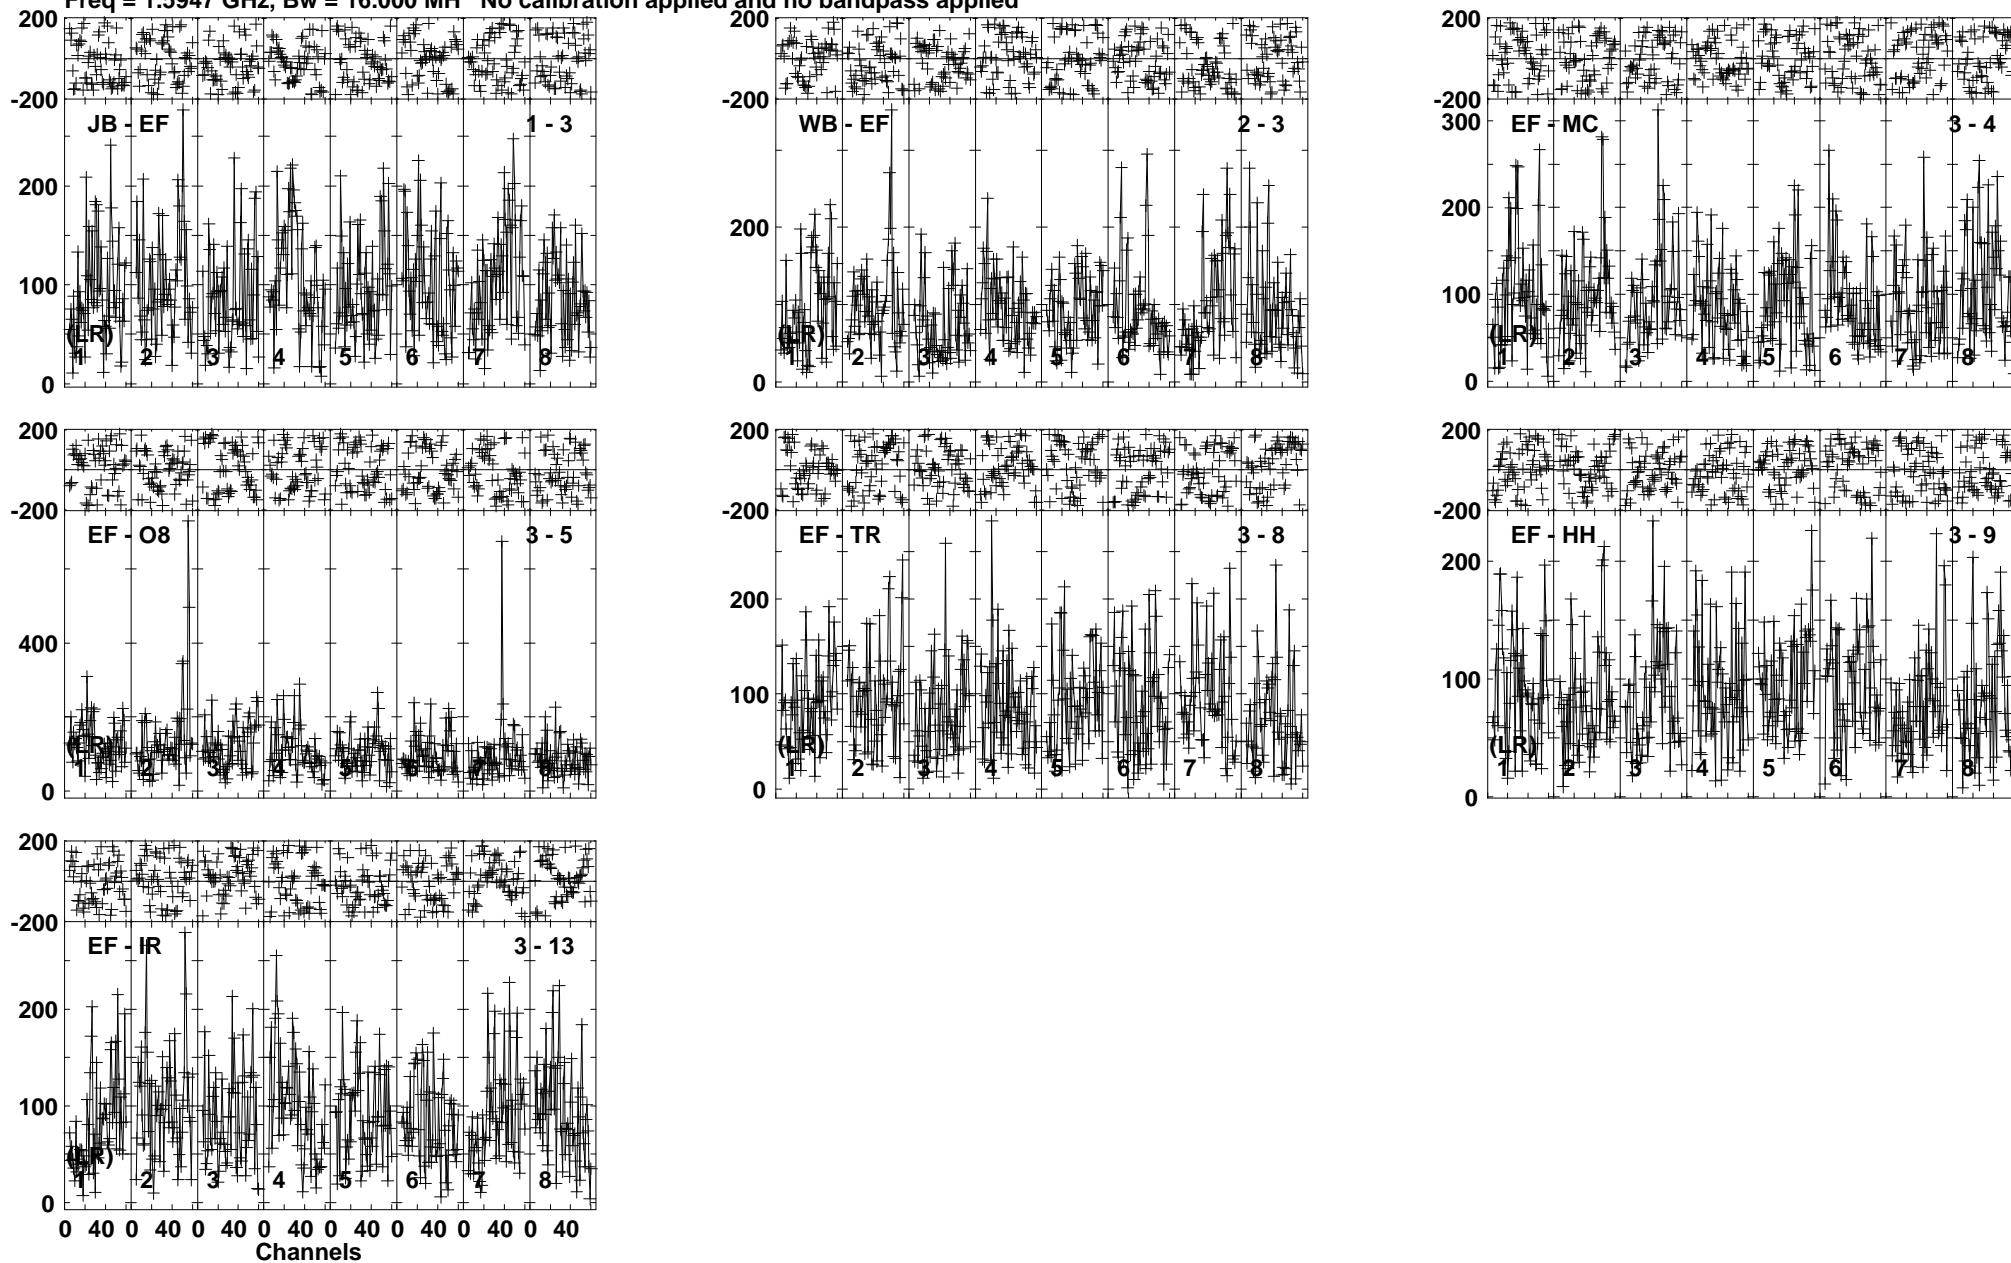 Freq = 1.5947 GHz, Bw = 16.000 MH No calibration applied and no bandpass applied
200
-200
JB - EF 1 - 3
200
100
0
(LR)
1 2 3 4 5 6 7 8
200
-200
WB - EF 2 - 3
200
0
(LR)
1 2 3 4 5 6 7 8
200
-200
EF - MC 3 - 4
300
200
100
0
(LR)
1 2 3 4 5 6 7 8
200
-200
EF - O8 3 - 5
400
0
(LR)
1 2 3 4 5 6 7 8
200
-200
EF - TR 3 - 8
200
100
0
(LR)
1 2 3 4 5 6 7 8
200
-200
EF - HH 3 - 9
200
100
0
(LR)
1 2 3 4 5 6 7 8
200
-200
EF - IR 3 - 13
200
100
0
(LR)
1 2 3 4 5 6 7 8
0 40 0 40 0 40 0 40 0 40 0 40 0 40 0 40
Channels